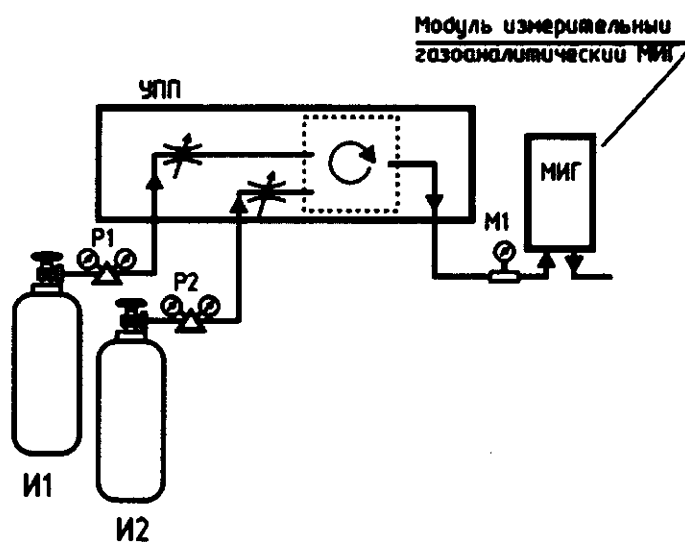 Модуль измерительный
газоаналитический МИГ
УПП
МИГ
М1
Р1
Р2
И1
И2